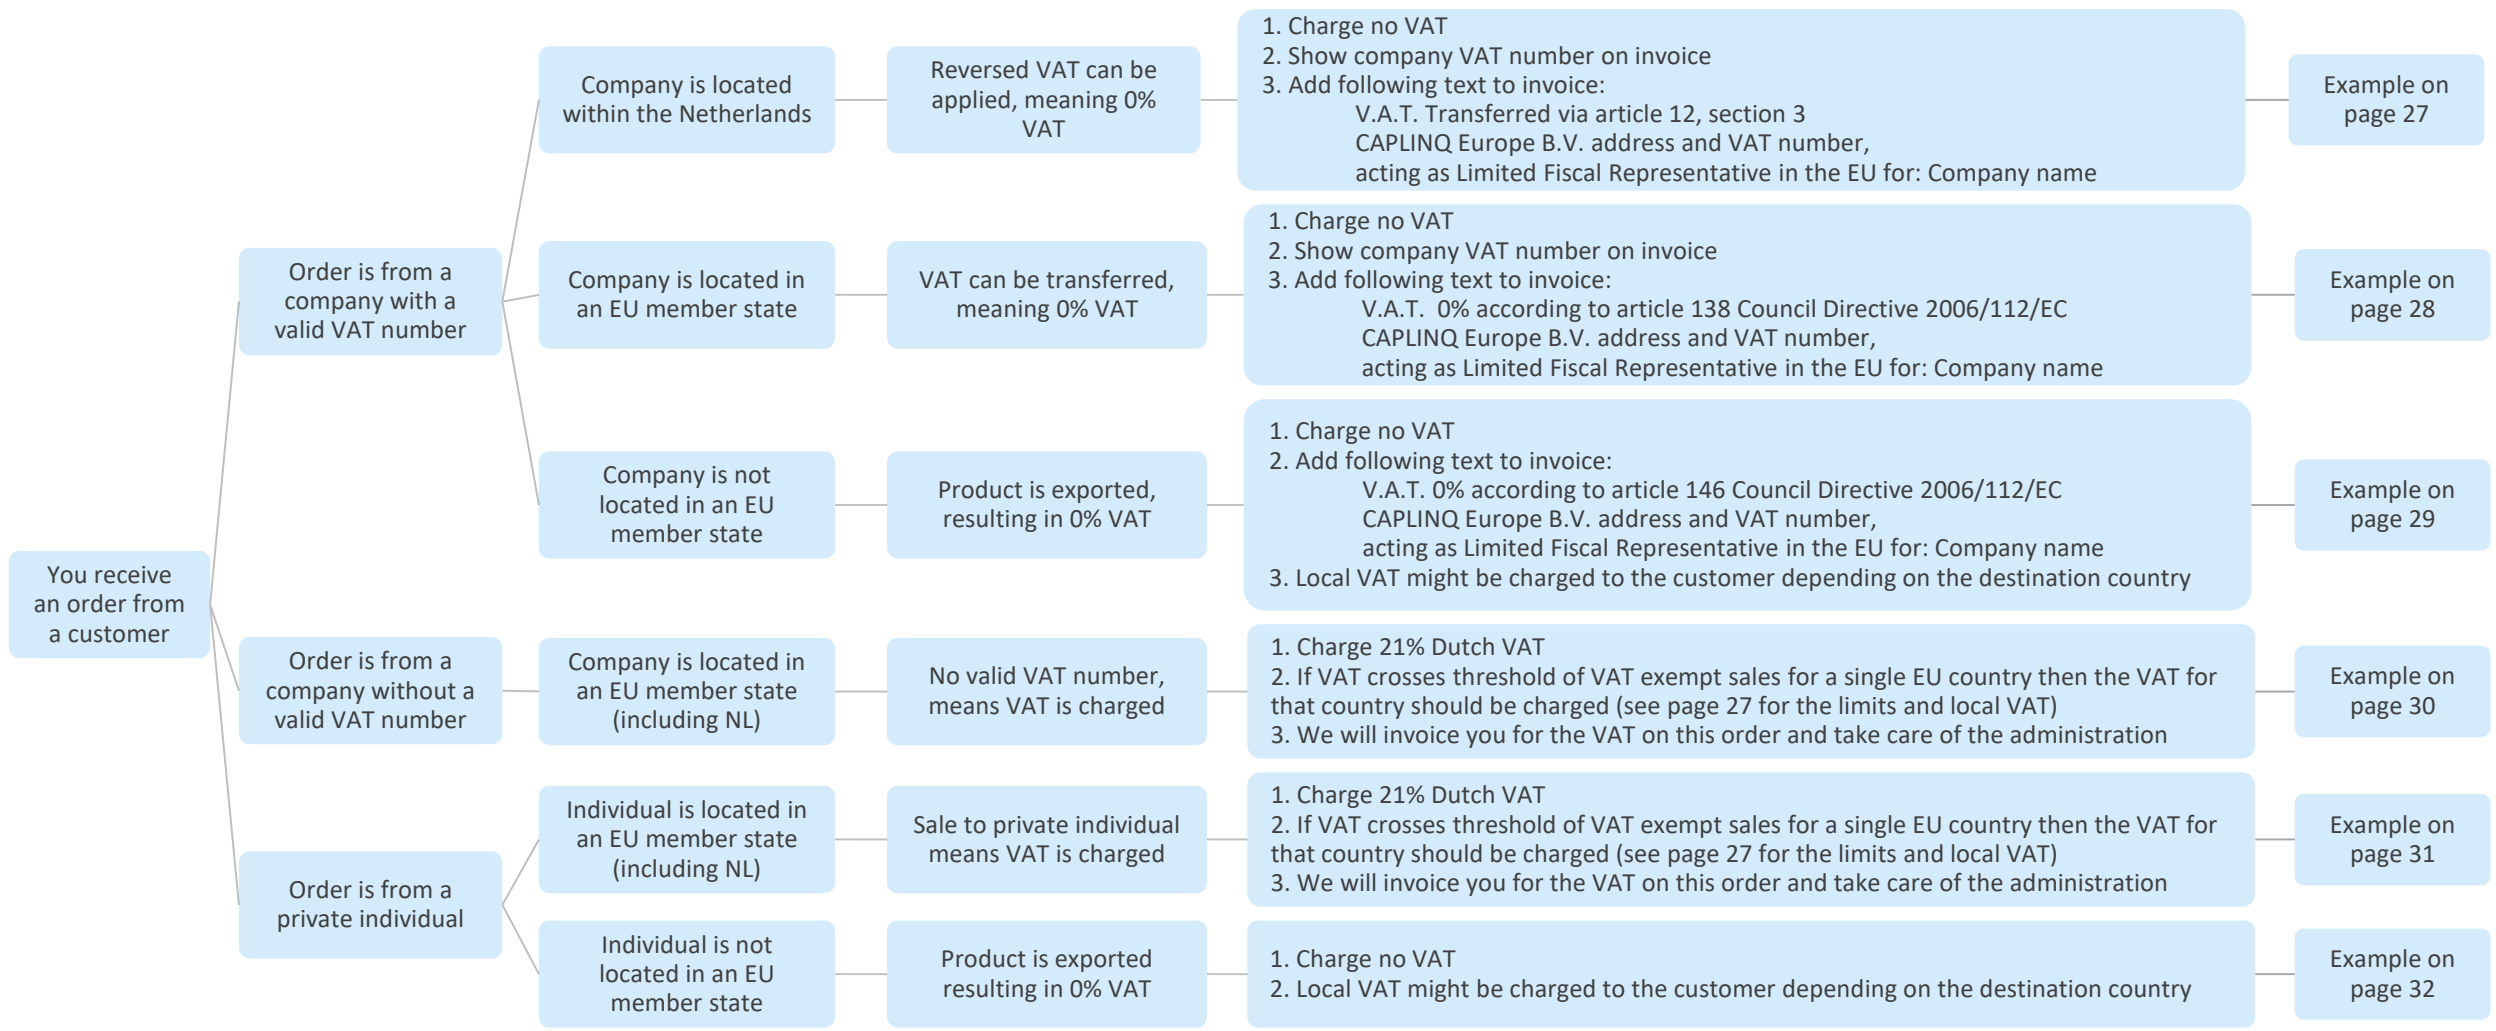 You receive
an order from
a customer
Order is from a
company with a
valid VAT number
Company is located
within the Netherlands
Reversed VAT can be
applied, meaning 0%
VAT
1. Charge no VAT
2. Show company VAT number on invoice
3. Add following text to invoice:
V.A.T. Transferred via article 12, section 3
CAPLINQ Europe B.V. address and VAT number,
acting as Limited Fiscal Representative in the EU for: Company name
Example on
page 27
Company is located in
an EU member state
VAT can be transferred,
meaning 0% VAT
1. Charge no VAT
2. Show company VAT number on invoice
3. Add following text to invoice:
V.A.T.  0% according to article 138 Council Directive 2006/112/EC
CAPLINQ Europe B.V. address and VAT number,
acting as Limited Fiscal Representative in the EU for: Company name
Example on
page 28
Company is not
located in an EU
member state
Product is exported,
resulting in 0% VAT
1. Charge no VAT
2. Add following text to invoice:
V.A.T. 0% according to article 146 Council Directive 2006/112/EC
CAPLINQ Europe B.V. address and VAT number,
acting as Limited Fiscal Representative in the EU for: Company name
3. Local VAT might be charged to the customer depending on the destination country
Example on
page 29
Order is from a
company without a
valid VAT number
Company is located in
an EU member state
(including NL)
No valid VAT number,
means VAT is charged
1. Charge 21% Dutch VAT
2. If VAT crosses threshold of VAT exempt sales for a single EU country then the VAT for
that country should be charged (see page 27 for the limits and local VAT)
3. We will invoice you for the VAT on this order and take care of the administration
Example on
page 30
Order is from a
private individual
Individual is located in
an EU member state
(including NL)
Sale to private individual
means VAT is charged
1. Charge 21% Dutch VAT
2. If VAT crosses threshold of VAT exempt sales for a single EU country then the VAT for
that country should be charged (see page 27 for the limits and local VAT)
3. We will invoice you for the VAT on this order and take care of the administration
Example on
page 31
Individual is not
located in an EU
member state
Product is exported
resulting in 0% VAT
1. Charge no VAT
2. Local VAT might be charged to the customer depending on the destination country
Example on
page 32